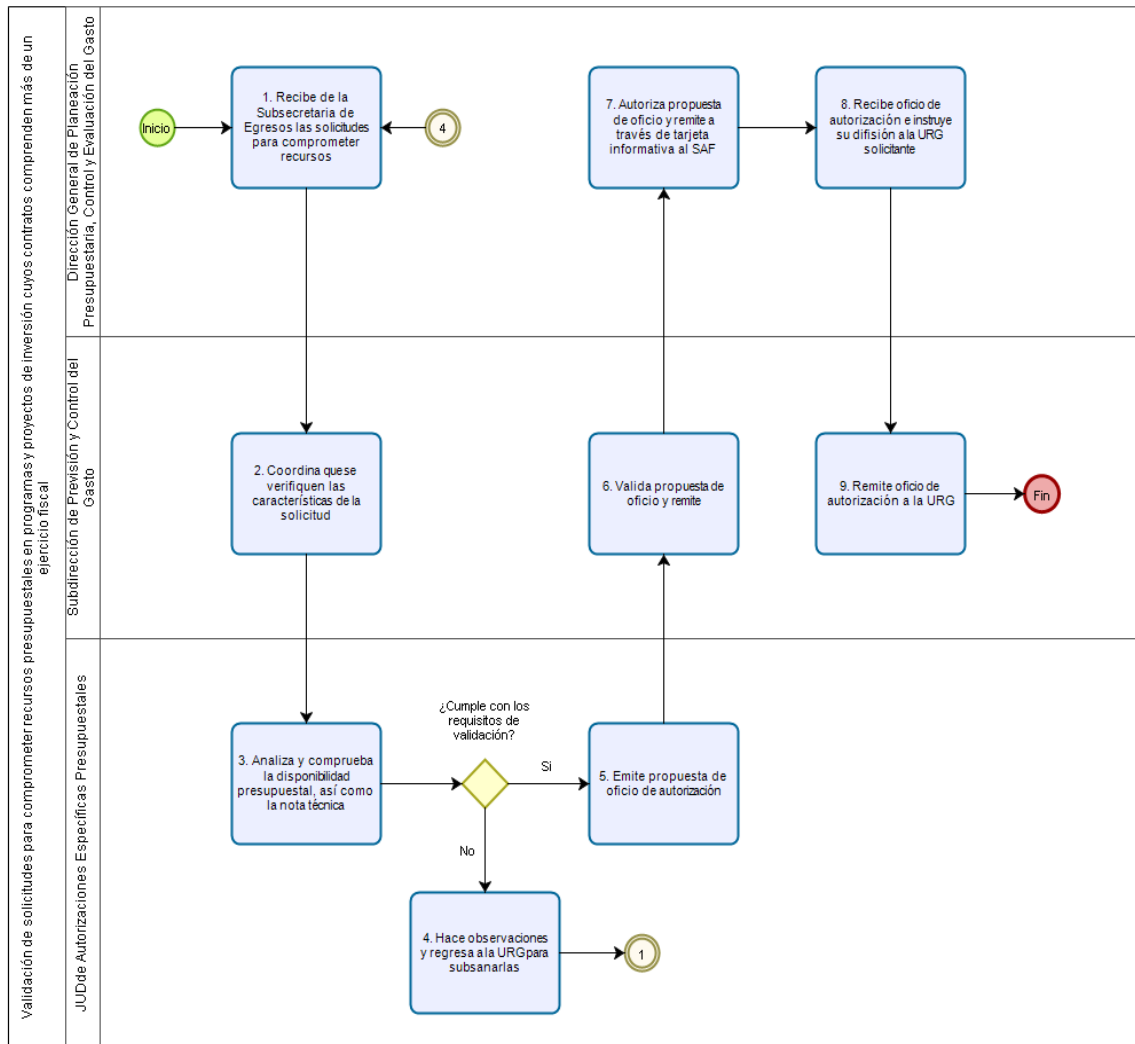 Validación de solicitudes para comprometer recursos presupuestales en programas y proyectos de inversión cuyos contratos comprenden más de un
ejercicio fiscal
Dirección General de Planeación
Presupuestaria, Control y Evaluación del Gasto
Inicio
1. Recibe de la
Subsecretaria de
Egresos las solicitudes
para comprometer
recursos
4
7. Autoriza propuesta
de oficio y remite a
través de tarjeta
informativa al SAF
8. Recibe oficio de
autorización e instruye
su difisión a la URG
solicitante
Subdirección de Previsión y Control del
Gasto
2. Coordina que se
verifiquen las
características de la
solicitud
6. Valida propuesta de
oficio y remite
9. Remite oficio de
autorización a la URG
Fin
JUDde Autorizaciones Específicas Presupuestales
3. Analiza y comprueba
la disponibilidad
presupuestal, así como
la nota técnica
¿Cumple con los
requisitos de
validación?
Si
No
5. Emite propuesta de
oficio de autorización
4. Hace observaciones
y regresa a la URG para
subsanarlas
1